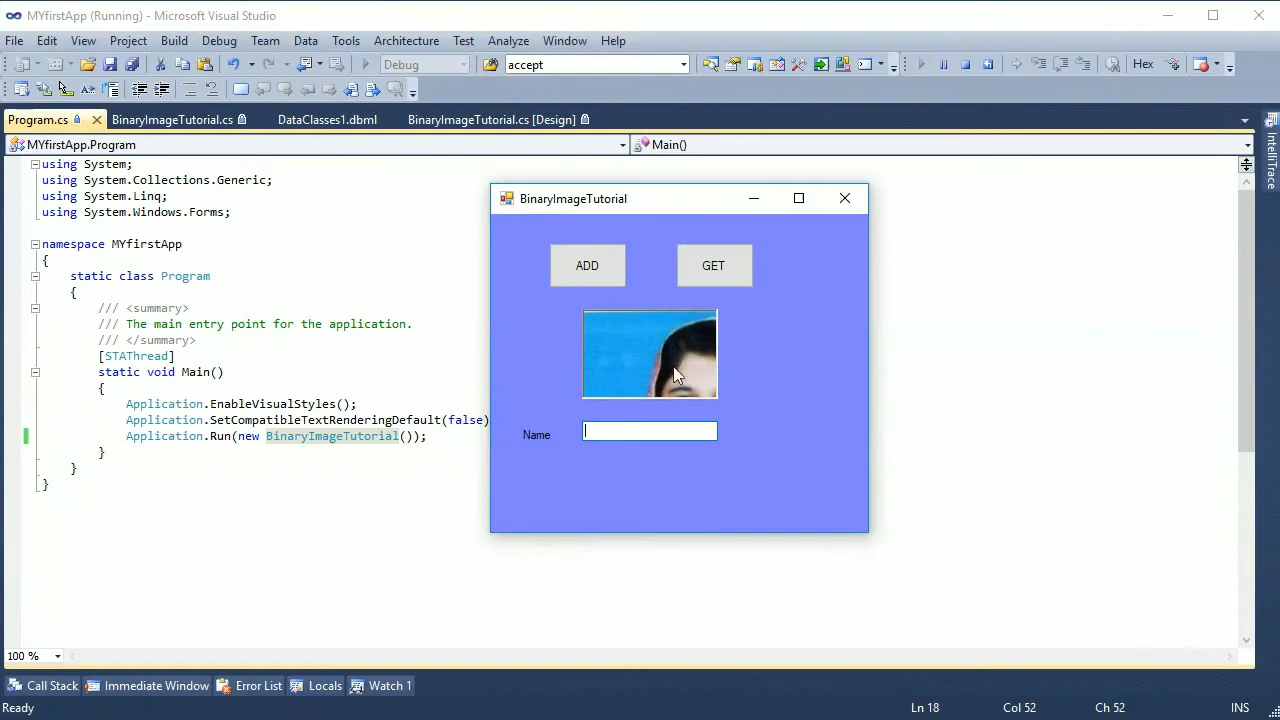 MYfirstApp (Running) - Microsoft Visual Studio
File Edit View Project Build Debug Team Data Tools Architecture Test Analyze Window Help
Debug accept Hex
Program.cs BinaryImageTutorial.cs DataClasses1.dbml BinaryImageTutorial.cs [Design]
MYfirstApp.Program Main()
using System;
using System.Collections.Generic;
using System.Linq;
using System.Windows.Forms;
namespace MYfirstApp
{
static class Program
{
/// <summary>
/// The main entry point for the application.
/// </summary>
[STAThread]
static void Main()
{
Application.EnableVisualStyles();
Application.SetCompatibleTextRenderingDefault(false)
Application.Run(new BinaryImageTutorial());
}
}
}
BinaryImageTutorial
ADD GET
Name
IntelliTrace
100 %
Call Stack Immediate Window Error List Locals Watch 1
Ready Ln 18 Col 52 Ch 52 INS